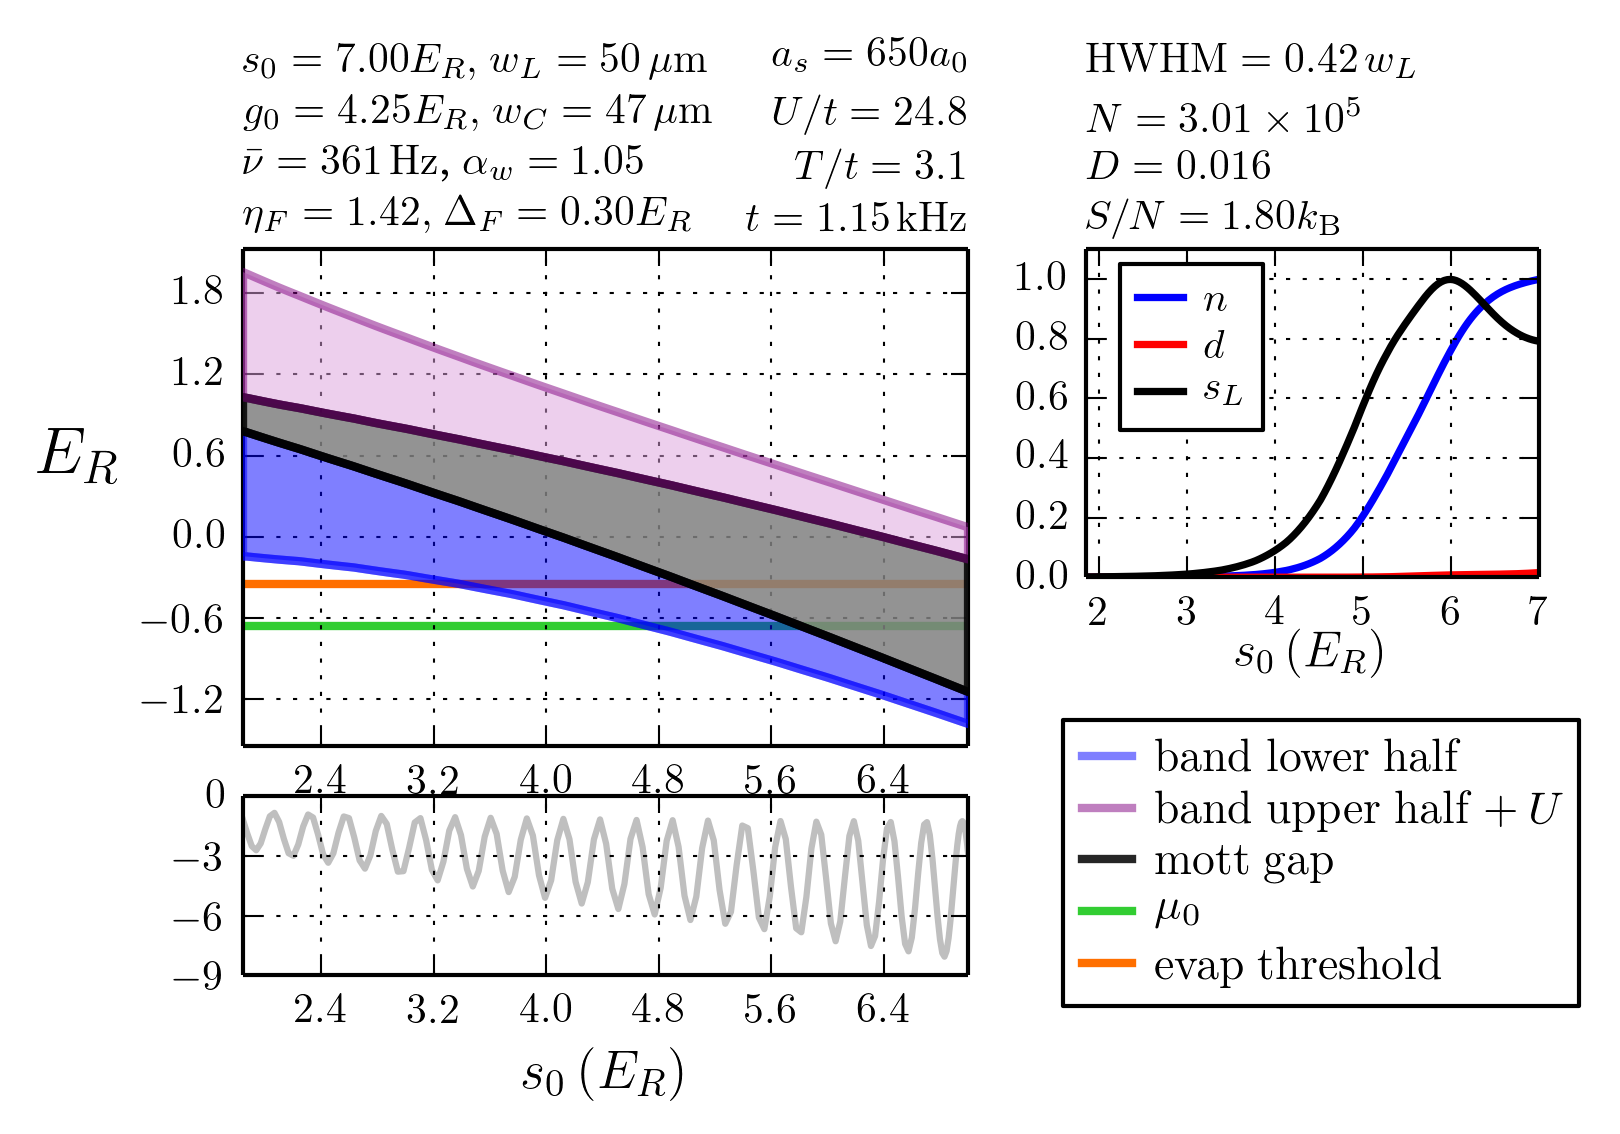 s₀ = 7.00E_R, w_L = 50 μm
g₀ = 4.25E_R, w_C = 47 μm
ν̄ = 361 Hz, α_w = 1.05
η_F = 1.42, Δ_F = 0.30E_R
a_s = 650a₀
U/t = 24.8
T/t = 3.1
t = 1.15 kHz
HWHM = 0.42 w_L
N = 3.01 × 10⁵
D = 0.016
S/N = 1.80k_B
E_R
1.8
1.2
0.6
0.0
−0.6
−1.2
2.4 3.2 4.0 4.8 5.6 6.4
0
−3
−6
−9
2.4 3.2 4.0 4.8 5.6 6.4
s₀ (E_R)
1.0
0.8
0.6
0.4
0.2
0.0
n
d
s_L
2 3 4 5 6 7
s₀ (E_R)
band lower half
band upper half + U
mott gap
μ₀
evap threshold